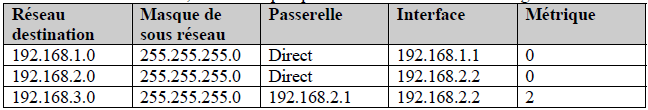 Réseau destination Masque de sous réseau Passerelle Interface Métrique
192.168.1.0 255.255.255.0 Direct 192.168.1.1 0
192.168.2.0 255.255.255.0 Direct 192.168.2.2 0
192.168.3.0 255.255.255.0 192.168.2.1 192.168.2.2 2